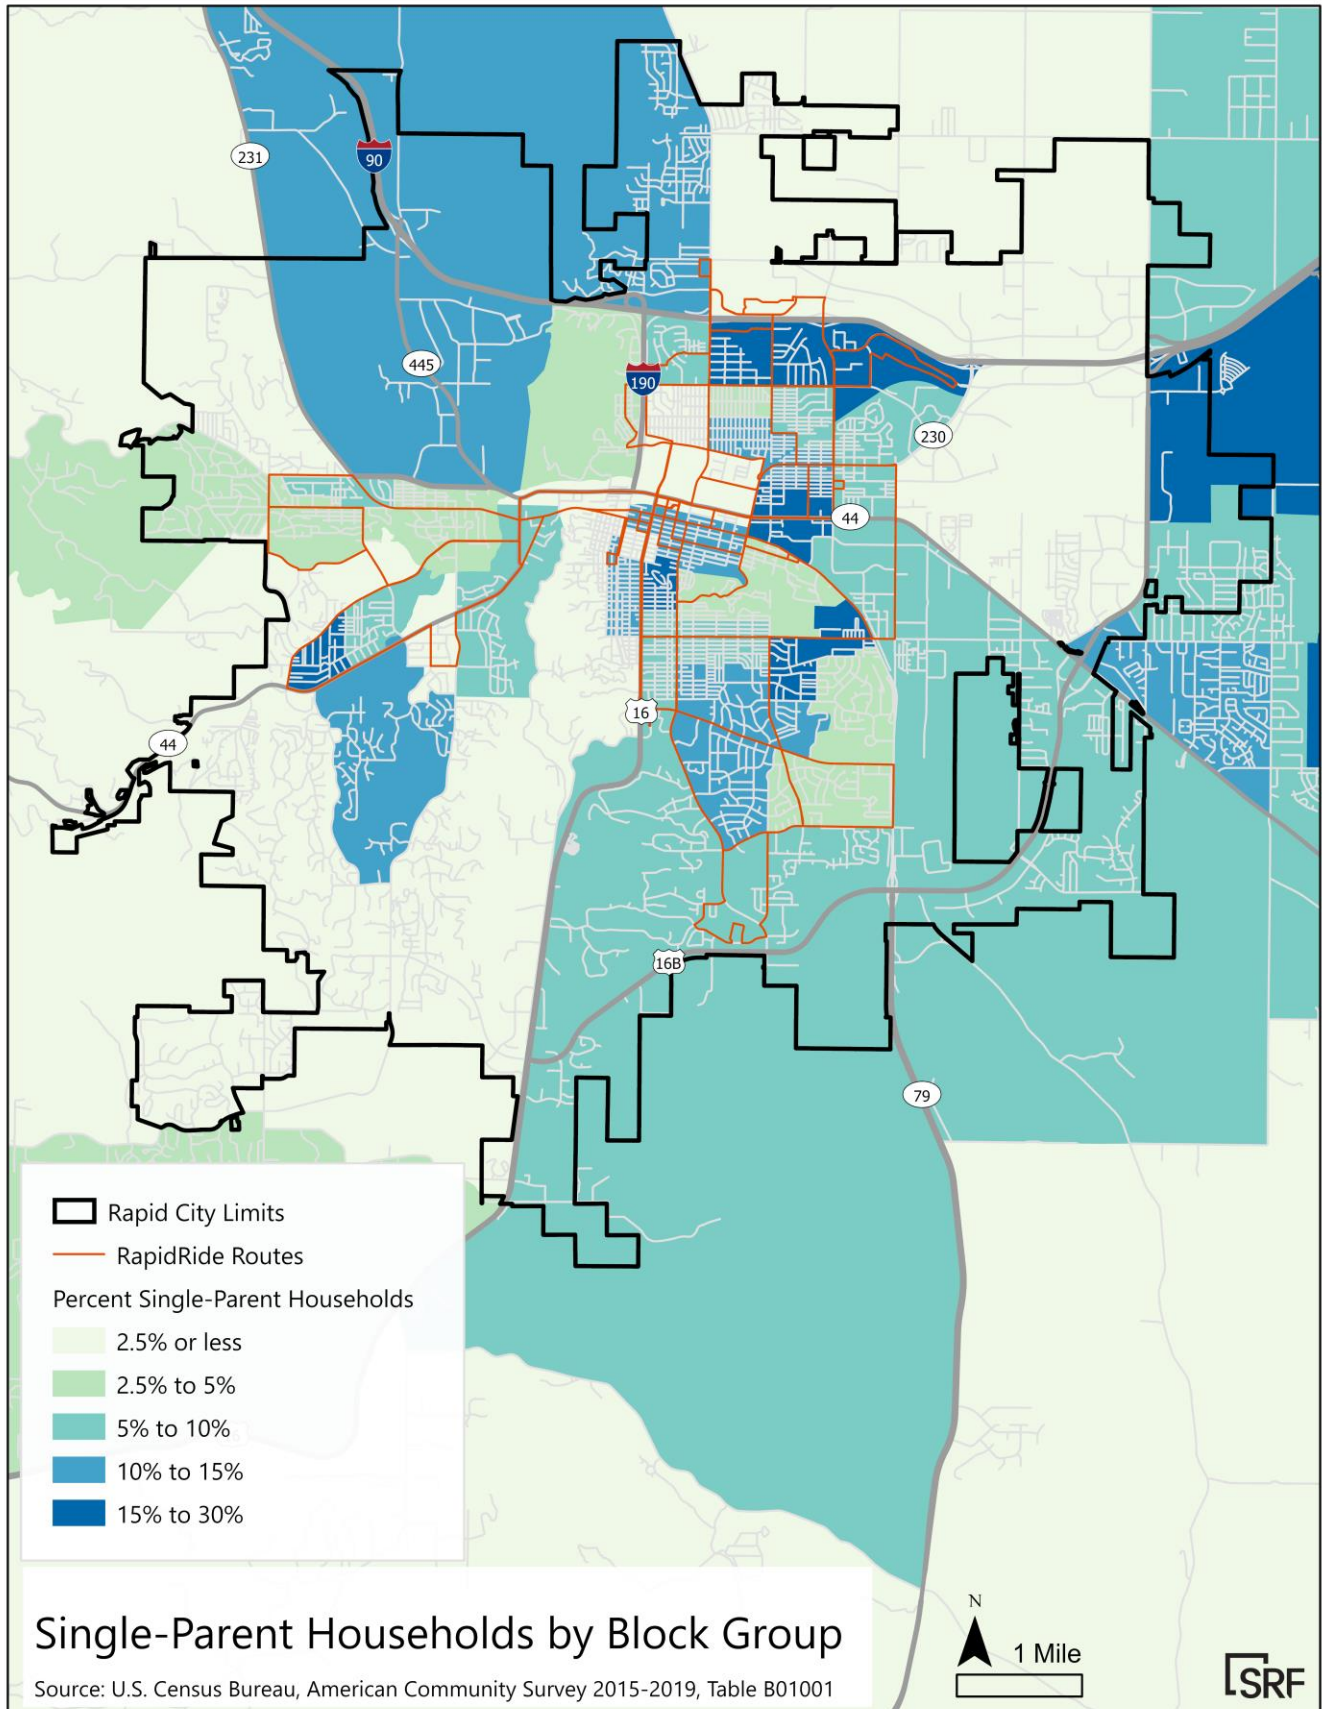 231
90
445
190
230
44
16
44
16B
79
Rapid City Limits
RapidRide Routes
Percent Single-Parent Households
2.5% or less
2.5% to 5%
5% to 10%
10% to 15%
15% to 30%
Single-Parent Households by Block Group
Source: U.S. Census Bureau, American Community Survey 2015-2019, Table B01001
N
1 Mile
SRF